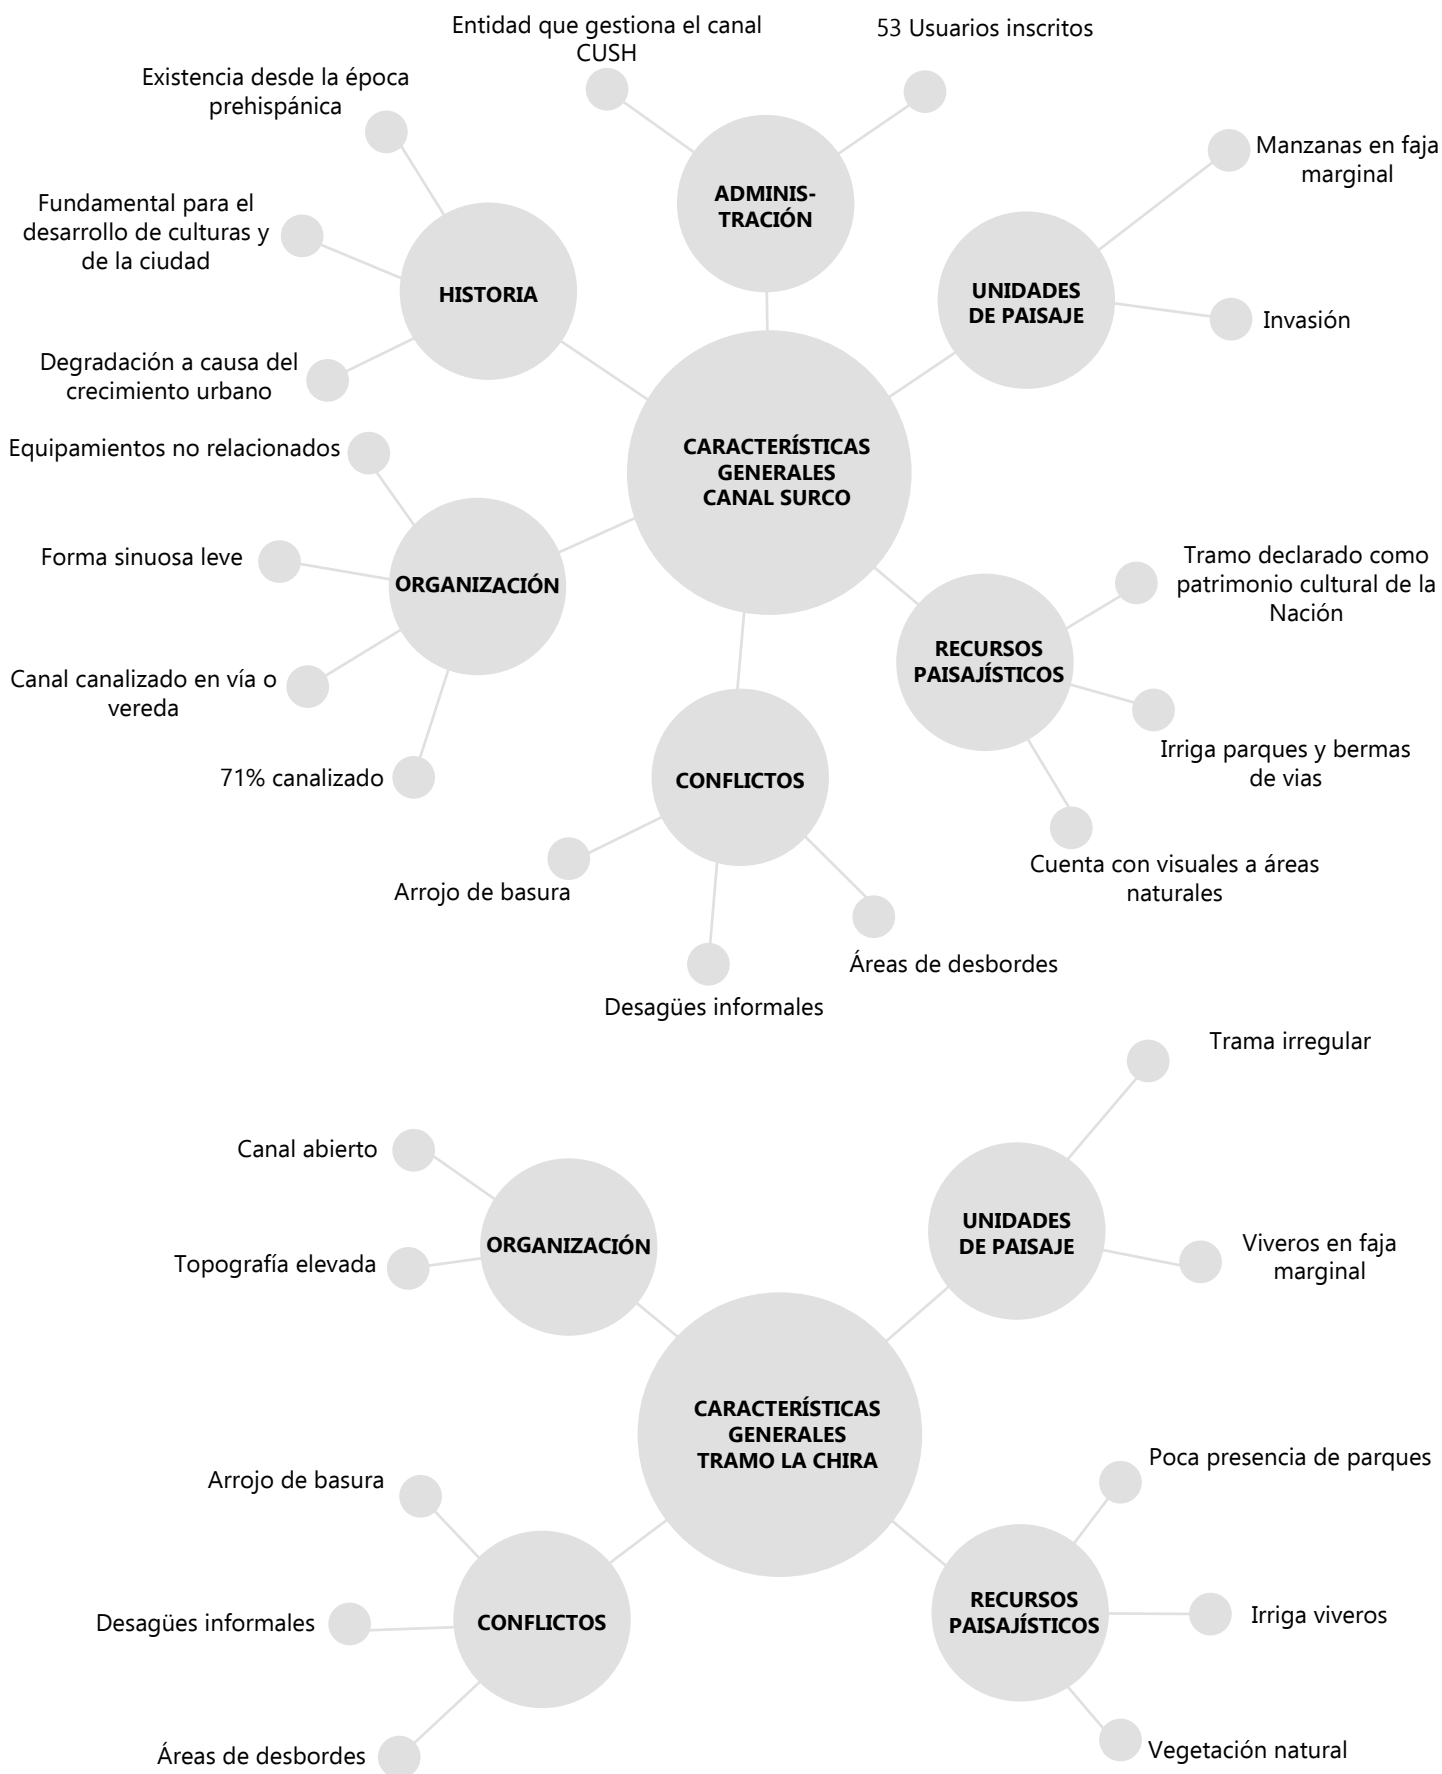 Entidad que gestiona el canal
CUSH
53 Usuarios inscritos
Existencia desde la época
prehispánica
Manzanas en faja
marginal
ADMINIS-
TRACIÓN
Fundamental para el
desarrollo de culturas y
de la ciudad
HISTORIA
UNIDADES
DE PAISAJE
Invasión
Degradación a causa del
crecimiento urbano
Equipamientos no relacionados
CARACTERÍSTICAS
GENERALES
CANAL SURCO
Forma sinuosa leve
ORGANIZACIÓN
Tramo declarado como
patrimonio cultural de la
Nación
RECURSOS
PAISAJÍSTICOS
Canal canalizado en vía o
vereda
Irriga parques y bermas
de vias
71% canalizado
CONFLICTOS
Cuenta con visuales a áreas
naturales
Arrojo de basura
Áreas de desbordes
Desagües informales
Trama irregular
Canal abierto
ORGANIZACIÓN
UNIDADES
DE PAISAJE
Topografía elevada
Viveros en faja
marginal
CARACTERÍSTICAS
GENERALES
TRAMO LA CHIRA
Arrojo de basura
Poca presencia de parques
Desagües informales
CONFLICTOS
RECURSOS
PAISAJÍSTICOS
Irriga viveros
Áreas de desbordes
Vegetación natural